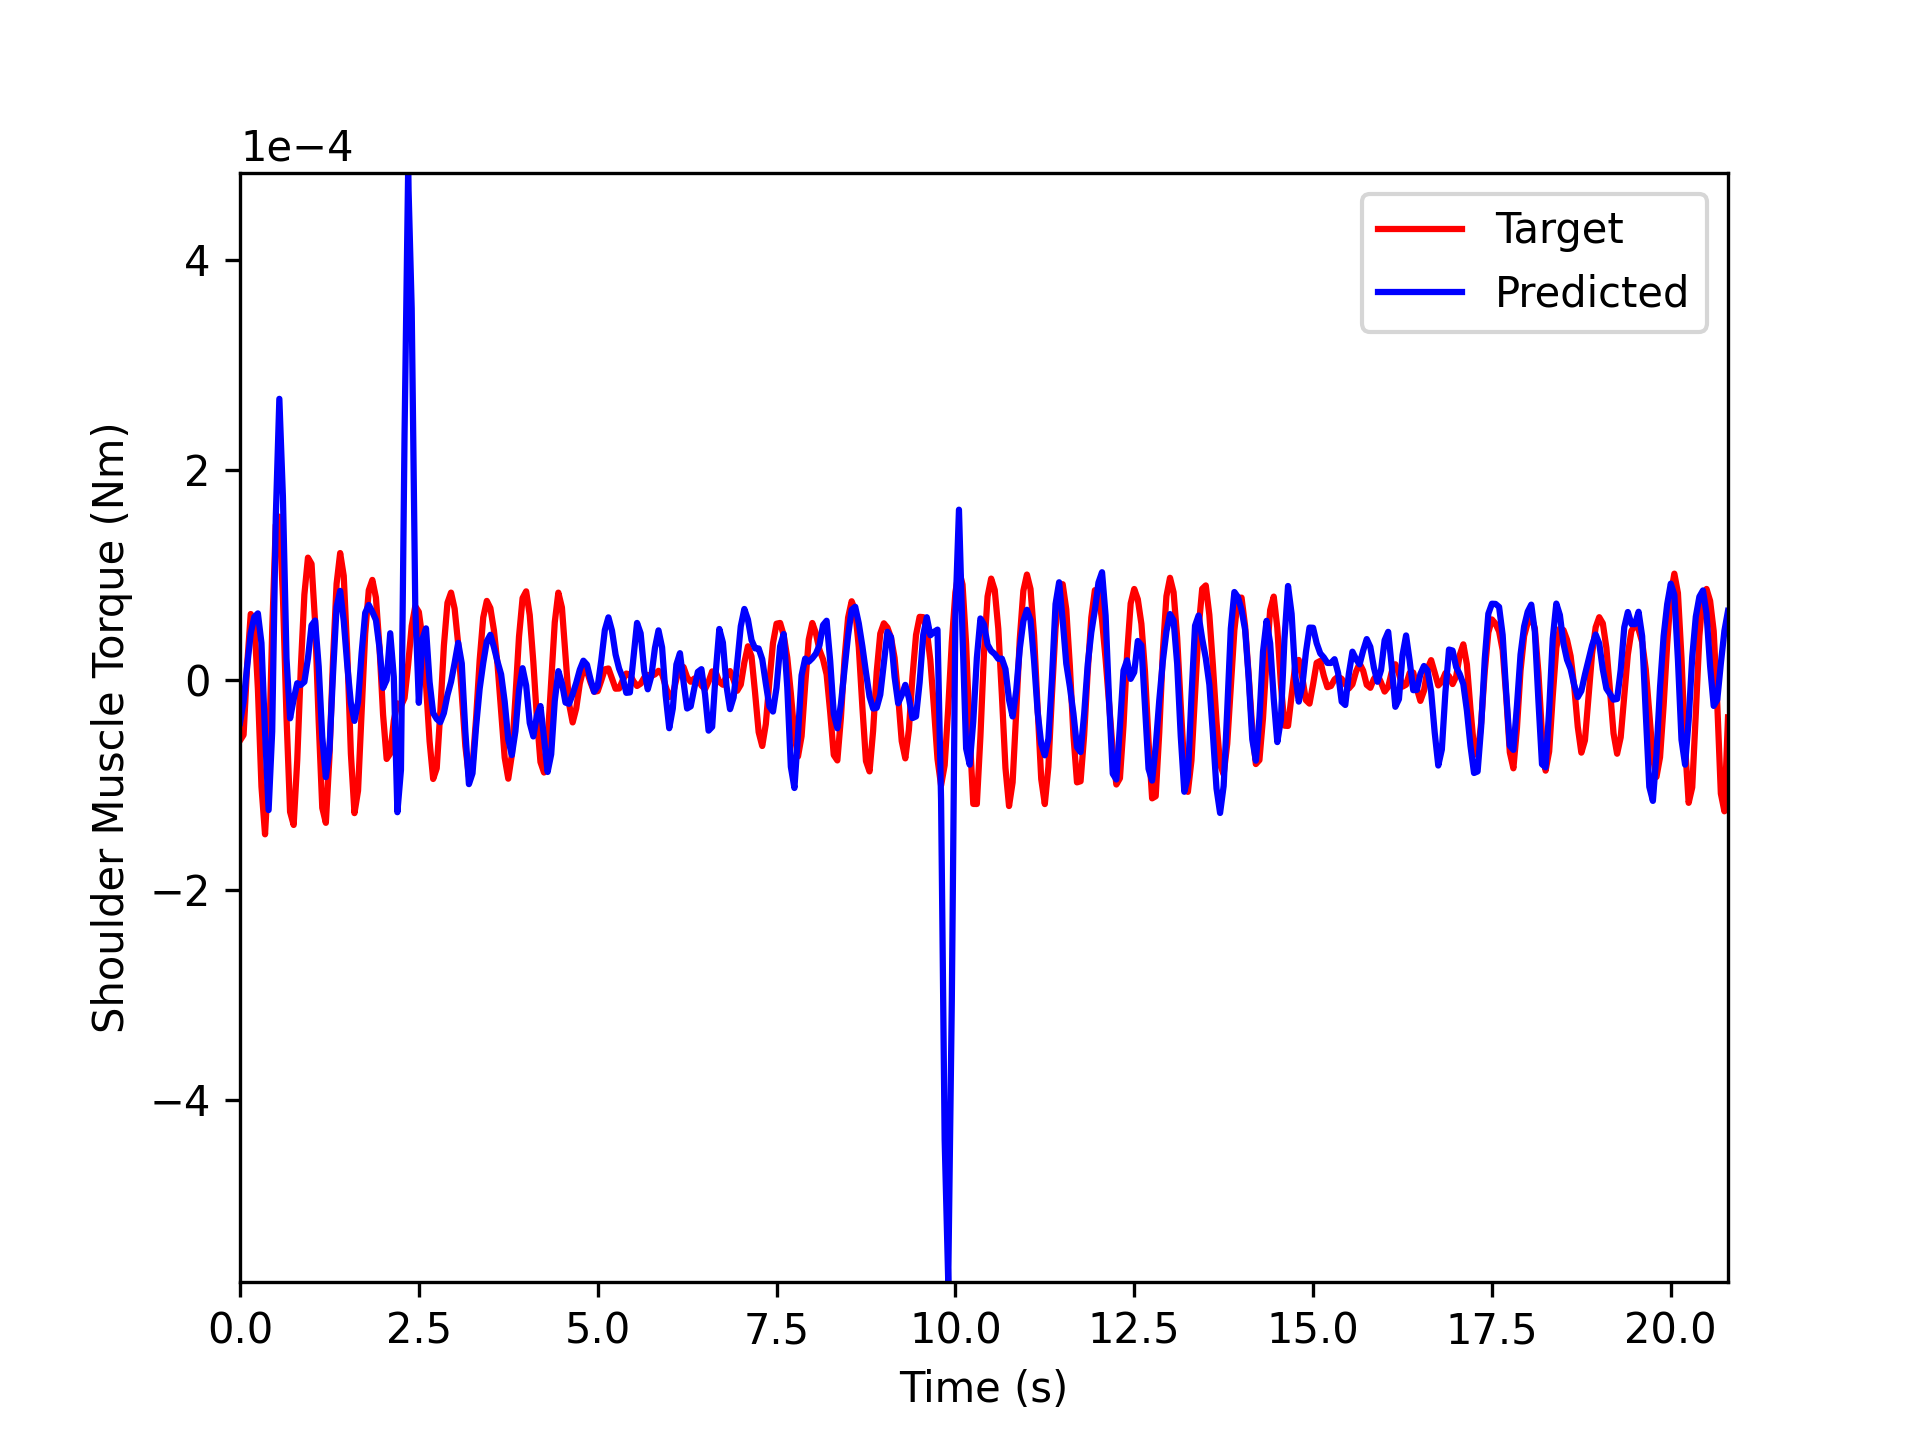 1e−4
Target
Predicted
Shoulder Muscle Torque (Nm)
4
2
0
−2
−4
0.0 2.5 5.0 7.5 10.0 12.5 15.0 17.5 20.0
Time (s)